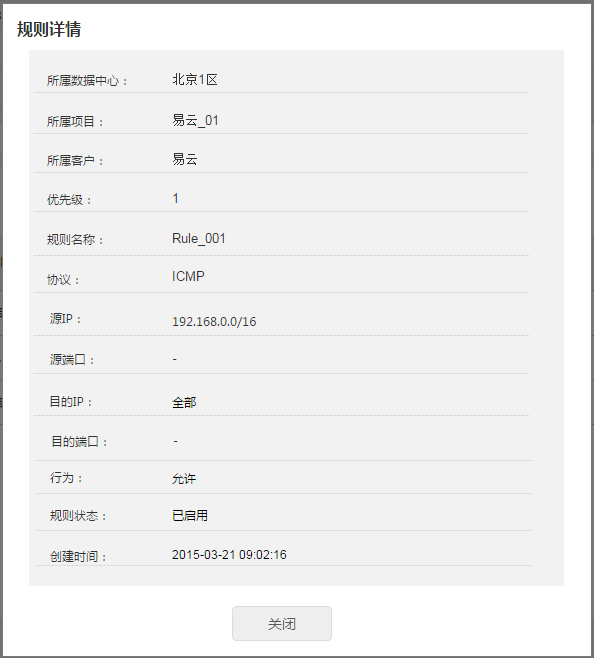 规则详情
所属数据中心： 北京1区
所属项目： 易云_01
所属客户： 易云
优先级： 1
规则名称： Rule_001
协议： ICMP
源IP： 192.168.0.0/16
源端口： -
目的IP： 全部
目的端口： -
行为： 允许
规则状态： 已启用
创建时间： 2015-03-21 09:02:16
关闭